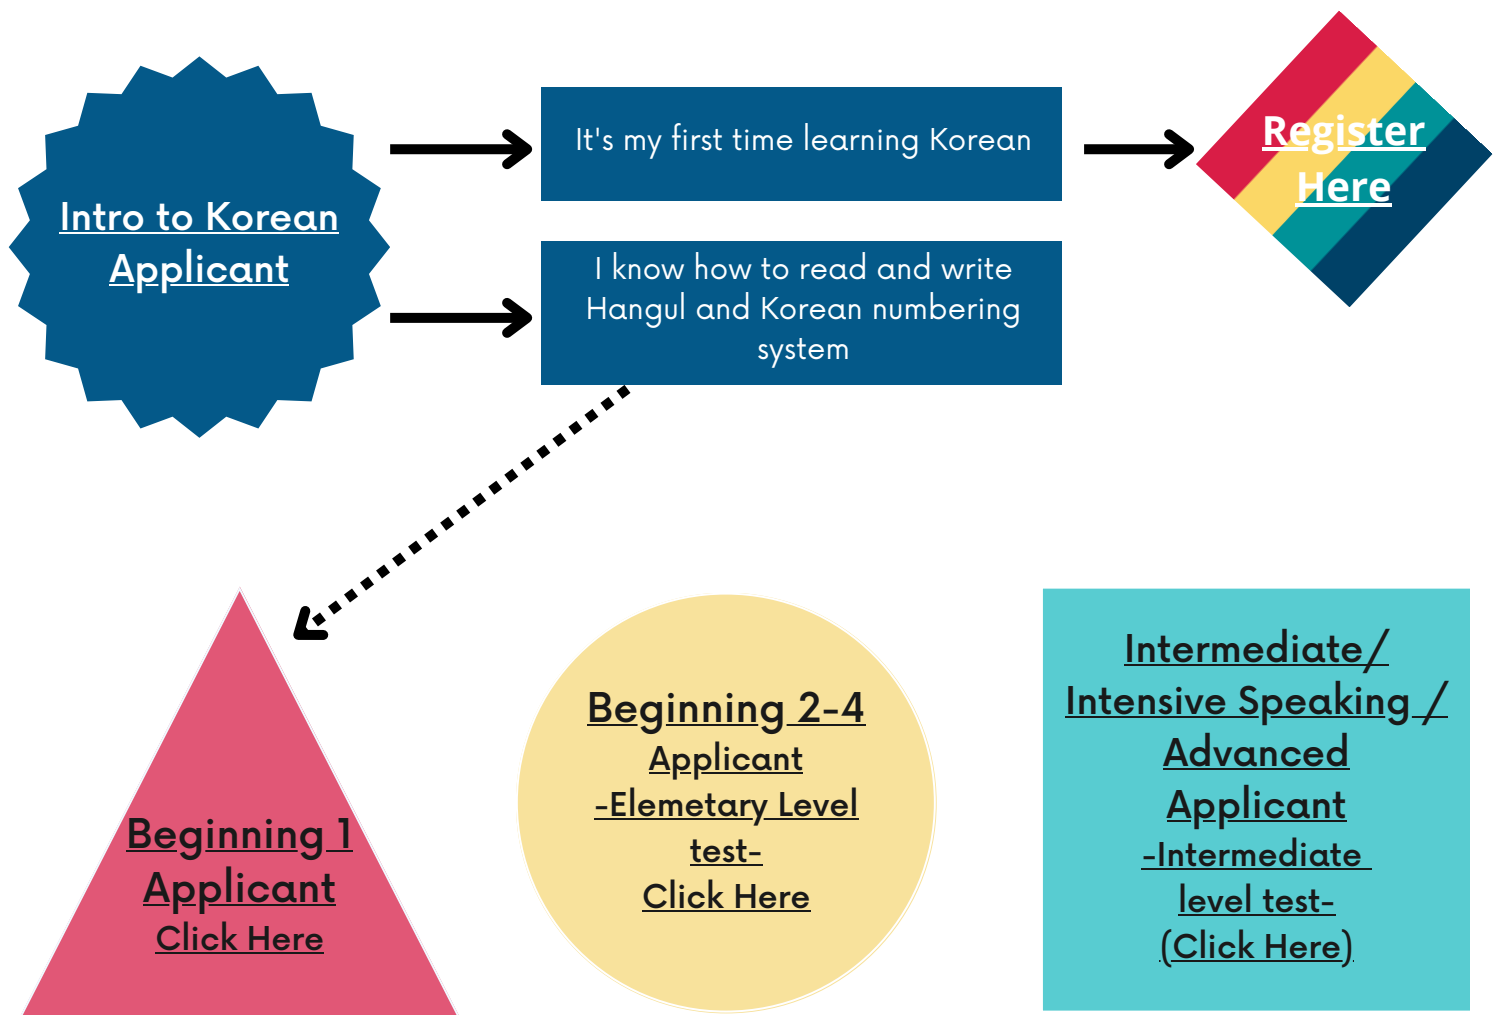 Intro to Korean
Applicant
It's my first time learning Korean
Register
Here
I know how to read and write
Hangul and Korean numbering
system
Beginning 1
Applicant
Click Here
Beginning 2-4
Applicant
-Elemetary Level
test-
Click Here
Intermediate/
Intensive Speaking /
Advanced
Applicant
-Intermediate
level test-
(Click Here)